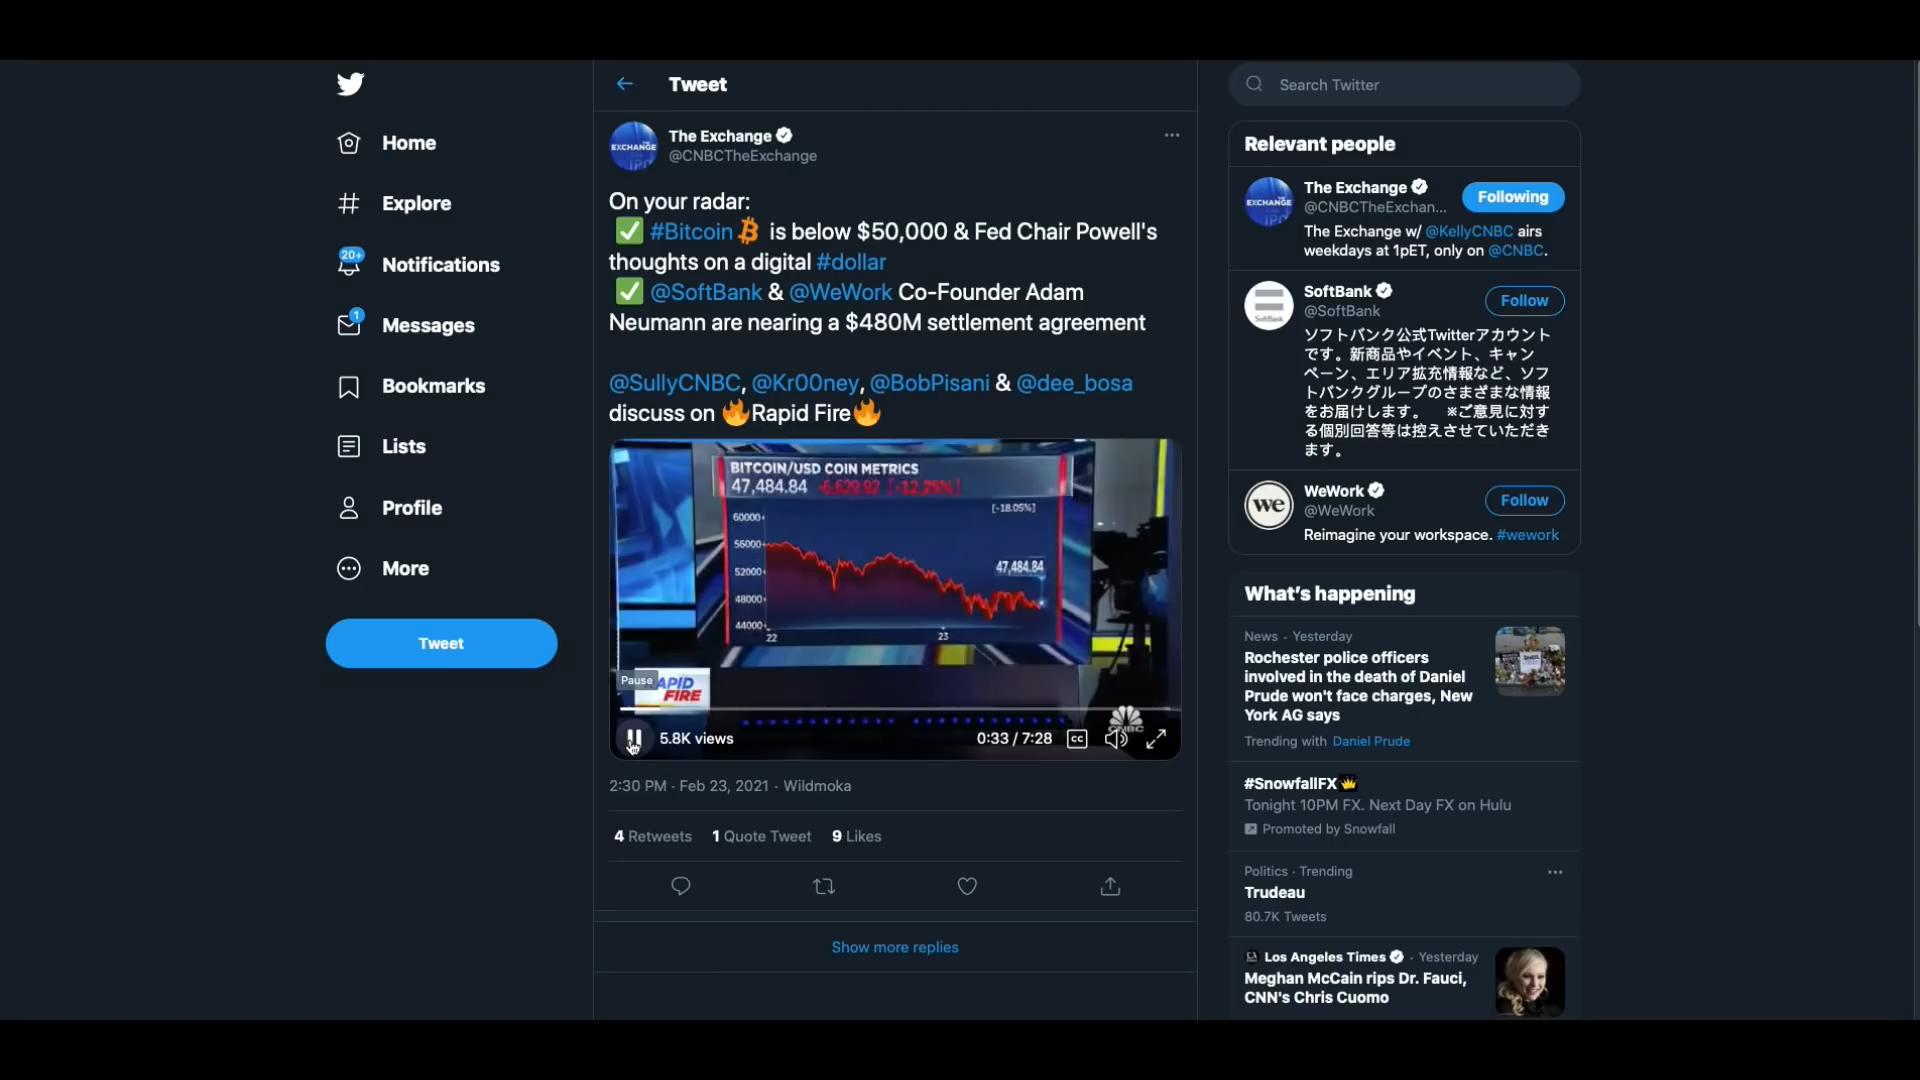 Home
Explore
20+
Notifications
1
Messages
Bookmarks
Lists
Profile
More
Tweet
Tweet
EXCHANGE
The Exchange
@CNBCTheExchange
On your radar:
✅ #Bitcoin is below $50,000 & Fed Chair Powell's
thoughts on a digital #dollar
✅ @SoftBank & @WeWork Co-Founder Adam
Neumann are nearing a $480M settlement agreement
@SullyCNBC, @Kr00ney, @BobPisani & @dee_bosa
discuss on 🔥Rapid Fire🔥
BITCOIN/USD COIN METRICS
47,484.84 -6,629.92 [-12.25%]
[-18.05%]
60000
56000
52000
48000
44000
47,484.84
22
23
Pause
RAPID
FIRE
CNBC
5.8K views
0:33 / 7:28
CC
2:30 PM · Feb 23, 2021 · Wildmoka
4 Retweets 1 Quote Tweet 9 Likes
Show more replies
Search Twitter
Relevant people
EXCHANGE
The Exchange
@CNBCTheExchan...
Following
The Exchange w/ @KellyCNBC airs
weekdays at 1pET, only on @CNBC.
SoftBank
SoftBank
@SoftBank
Follow
ソフトバンク公式Twitterアカウント
です。新商品やイベント、キャン
ペーン、エリア拡充情報など、ソフ
トバンクグループのさまざまな情報
をお届けします。 ※ご意見に対す
る個別回答等は控えさせていただき
ます。
we
WeWork
@WeWork
Follow
Reimagine your workspace. #wework
What's happening
News · Yesterday
Rochester police officers
involved in the death of Daniel
Prude won't face charges, New
York AG says
Trending with Daniel Prude
#SnowfallFX
Tonight 10PM FX. Next Day FX on Hulu
Promoted by Snowfall
Politics · Trending
Trudeau
80.7K Tweets
Los Angeles Times · Yesterday
Meghan McCain rips Dr. Fauci,
CNN's Chris Cuomo